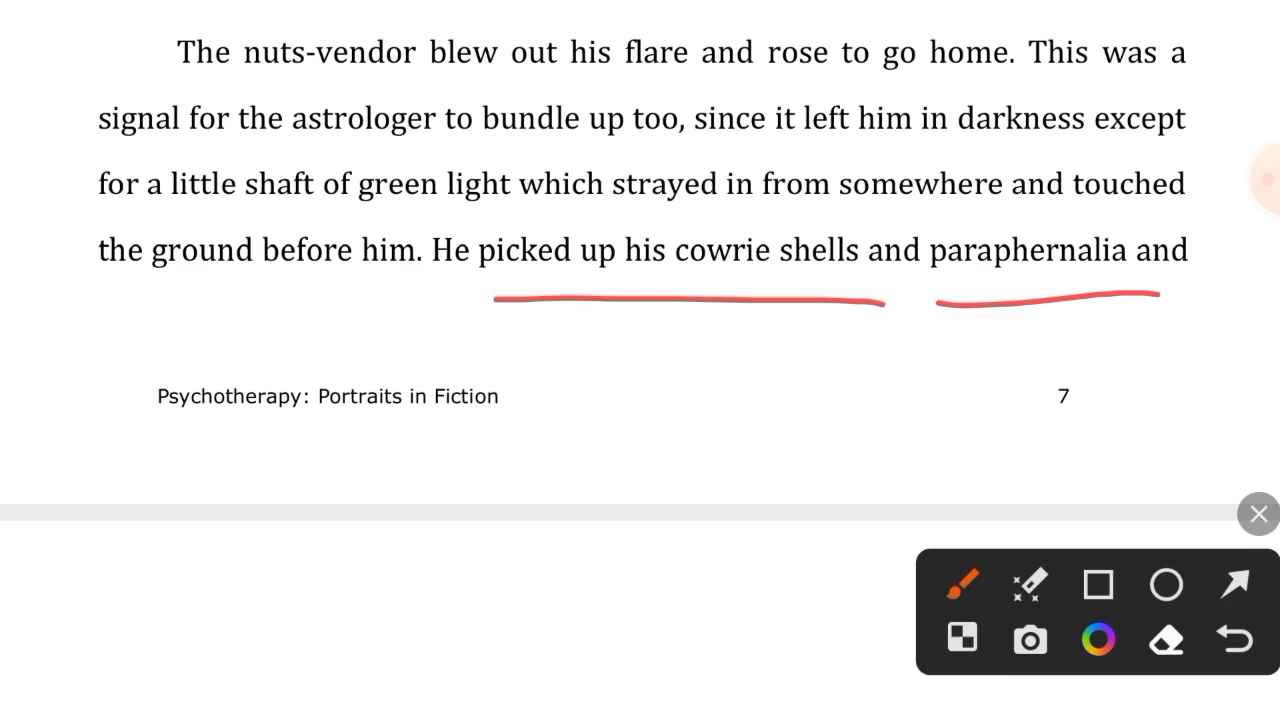 The nuts-vendor blew out his flare and rose to go home. This was a
signal for the astrologer to bundle up too, since it left him in darkness except
for a little shaft of green light which strayed in from somewhere and touched
the ground before him. He picked up his cowrie shells and paraphernalia and
Psychotherapy: Portraits in Fiction 7